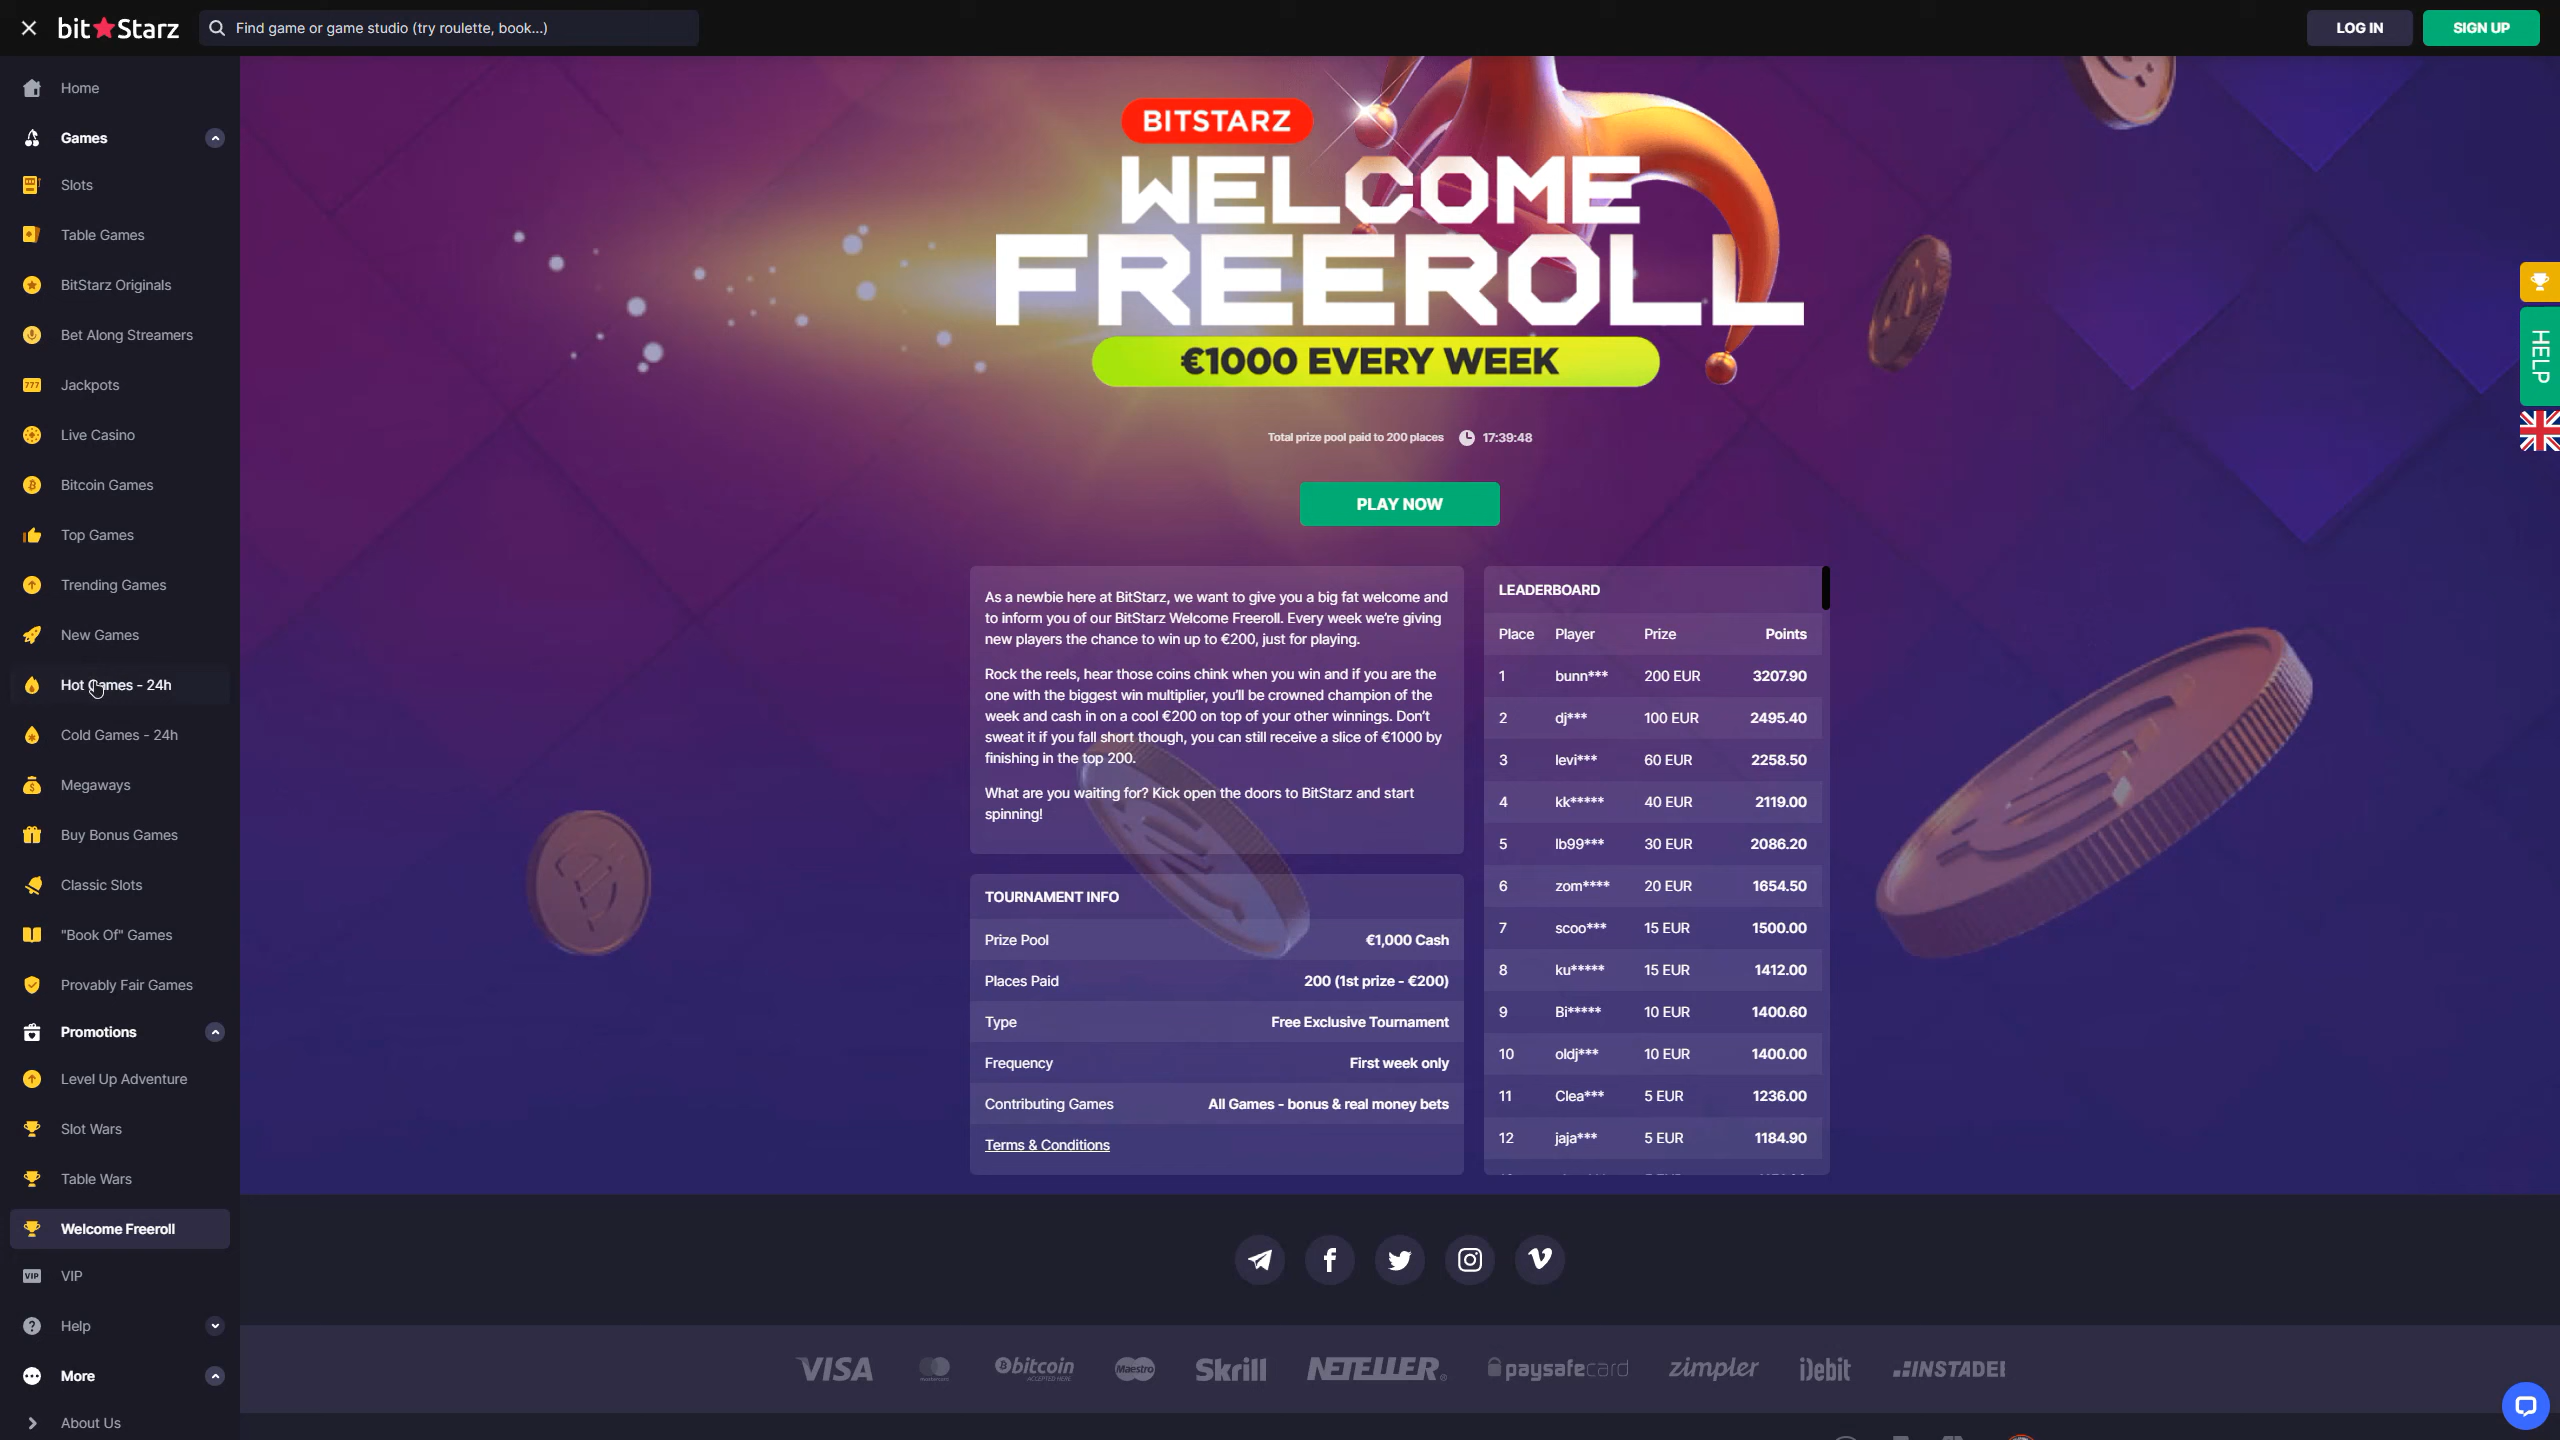 bit Starz
Find game or game studio (try roulette, book...)
LOG IN
SIGN UP
Home
Games
Slots
Table Games
BitStarz Originals
Bet Along Streamers
777
Jackpots
Live Casino
Bitcoin Games
Top Games
Trending Games
New Games
Hot Games - 24h
Cold Games - 24h
Megaways
Buy Bonus Games
Classic Slots
"Book Of" Games
Provably Fair Games
Promotions
Level Up Adventure
Slot Wars
Table Wars
Welcome Freeroll
VIP
VIP
Help
More
About Us
BITSTARZ
WELCOME
FREEROLL
€1000 EVERY WEEK
Total prize pool paid to 200 places 17:39:48
PLAY NOW
As a newbie here at BitStarz, we want to give you a big fat welcome and
to inform you of our BitStarz Welcome Freeroll. Every week we're giving
new players the chance to win up to €200, just for playing.
Rock the reels, hear those coins chink when you win and if you are the
one with the biggest win multiplier, you'll be crowned champion of the
week and cash in on a cool €200 on top of your other winnings. Don't
sweat it if you fall short though, you can still receive a slice of €1000 by
finishing in the top 200.
What are you waiting for? Kick open the doors to BitStarz and start
spinning!
TOURNAMENT INFO
Prize Pool €1,000 Cash
Places Paid 200 (1st prize - €200)
Type Free Exclusive Tournament
Frequency First week only
Contributing Games All Games - bonus & real money bets
Terms & Conditions
LEADERBOARD
Place Player Prize Points
1 bunn*** 200 EUR 3207.90
2 dj*** 100 EUR 2495.40
3 levi*** 60 EUR 2258.50
4 kk***** 40 EUR 2119.00
5 lb99*** 30 EUR 2086.20
6 zom**** 20 EUR 1654.50
7 scoo*** 15 EUR 1500.00
8 ku***** 15 EUR 1412.00
9 Bi***** 10 EUR 1400.60
10 oldj*** 10 EUR 1400.00
11 Clea*** 5 EUR 1236.00
12 jaja*** 5 EUR 1184.90
HELP
VISA
bitcoin
ACCEPTED HERE
Maestro
Skrill
NETELLER
paysafecard
zimpler
iDebit
INSTADEB